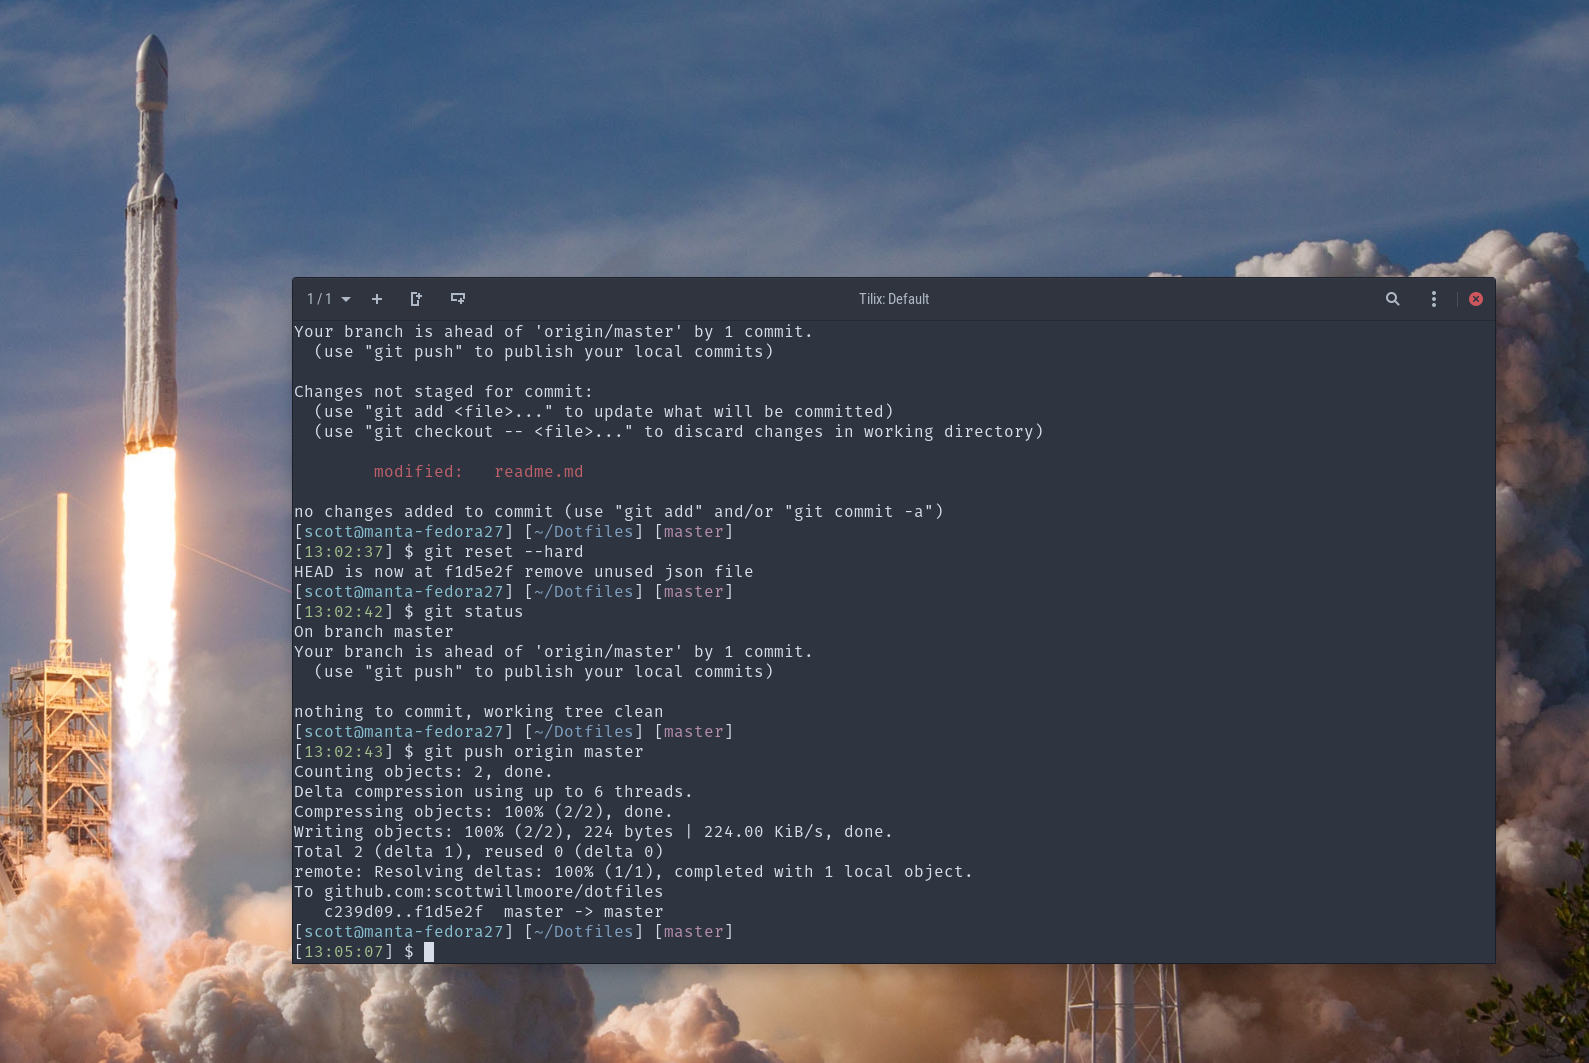 1 / 1
Tilix: Default
Your branch is ahead of 'origin/master' by 1 commit.
  (use "git push" to publish your local commits)
Changes not staged for commit:
  (use "git add <file>..." to update what will be committed)
  (use "git checkout -- <file>..." to discard changes in working directory)
        modified:   readme.md
no changes added to commit (use "git add" and/or "git commit -a")
[scott@manta-fedora27] [~/Dotfiles] [master]
[13:02:37] $ git reset --hard
HEAD is now at f1d5e2f remove unused json file
[scott@manta-fedora27] [~/Dotfiles] [master]
[13:02:42] $ git status
On branch master
Your branch is ahead of 'origin/master' by 1 commit.
  (use "git push" to publish your local commits)
nothing to commit, working tree clean
[scott@manta-fedora27] [~/Dotfiles] [master]
[13:02:43] $ git push origin master
Counting objects: 2, done.
Delta compression using up to 6 threads.
Compressing objects: 100% (2/2), done.
Writing objects: 100% (2/2), 224 bytes | 224.00 KiB/s, done.
Total 2 (delta 1), reused 0 (delta 0)
remote: Resolving deltas: 100% (1/1), completed with 1 local object.
To github.com:scottwillmoore/dotfiles
   c239d09..f1d5e2f  master -> master
[scott@manta-fedora27] [~/Dotfiles] [master]
[13:05:07] $